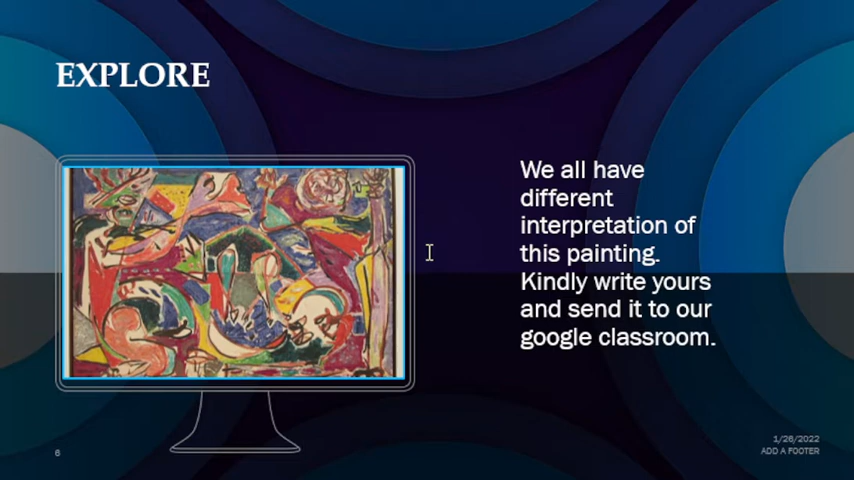 EXPLORE
We all have
different
interpretation of
this painting.
Kindly write yours
and send it to our
google classroom.
6
1/26/2022
ADD A FOOTER